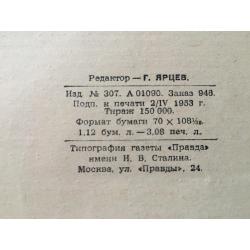 Редактор — Г. ЯРЦЕВ.
Изд. № 307. А 01090. Заказ 948.
Подп. к печати 2/IV 1953 г.
Тираж 150 000.
Формат бумаги 70 × 108¹/₃₂.
1,12 бум. л. — 3,08 печ. л.
Типография газеты «Правда»
имени И. В. Сталина.
Москва, ул. «Правды», 24.